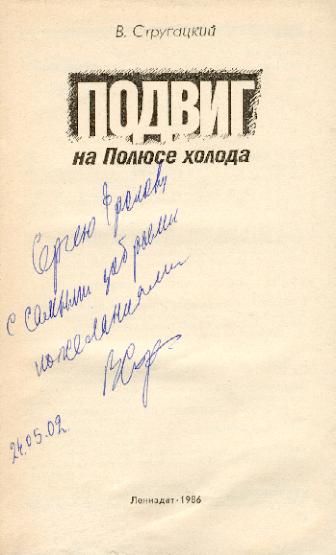 В. Стругацкий
ПОДВИГ
на Полюсе холода
Сергею
с самыми добрыми
пожеланиями
24.05.02.
Лениздат · 1986